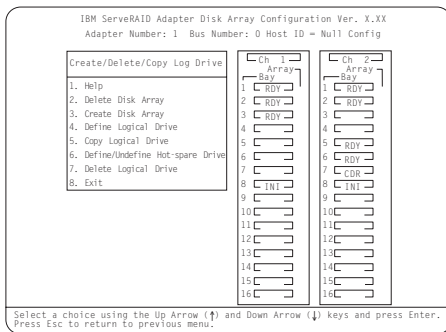 IBM ServeRAID Adapter Disk Array Configuration Ver. X.XX
Adapter Number: 1 Bus Number: 0 Host ID = Null Config
Create/Delete/Copy Log Drive
1. Help
2. Delete Disk Array
3. Create Disk Array
4. Define Logical Drive
5. Copy Logical Drive
6. Define/Undefine Hot-spare Drive
7. Delete Logical Drive
8. Exit
Ch 1
Array
Bay
1 RDY
2 RDY
3 RDY
4
5
6
7
8 INI
9
10
11
12
13
14
15
16
Ch 2
Array
Bay
1 RDY
2 RDY
3
4
5 RDY
6 RDY
7 CDR
8 INI
9
10
11
12
13
14
15
16
Select a choice using the Up Arrow (↑) and Down Arrow (↓) keys and press Enter.
Press Esc to return to previous menu.